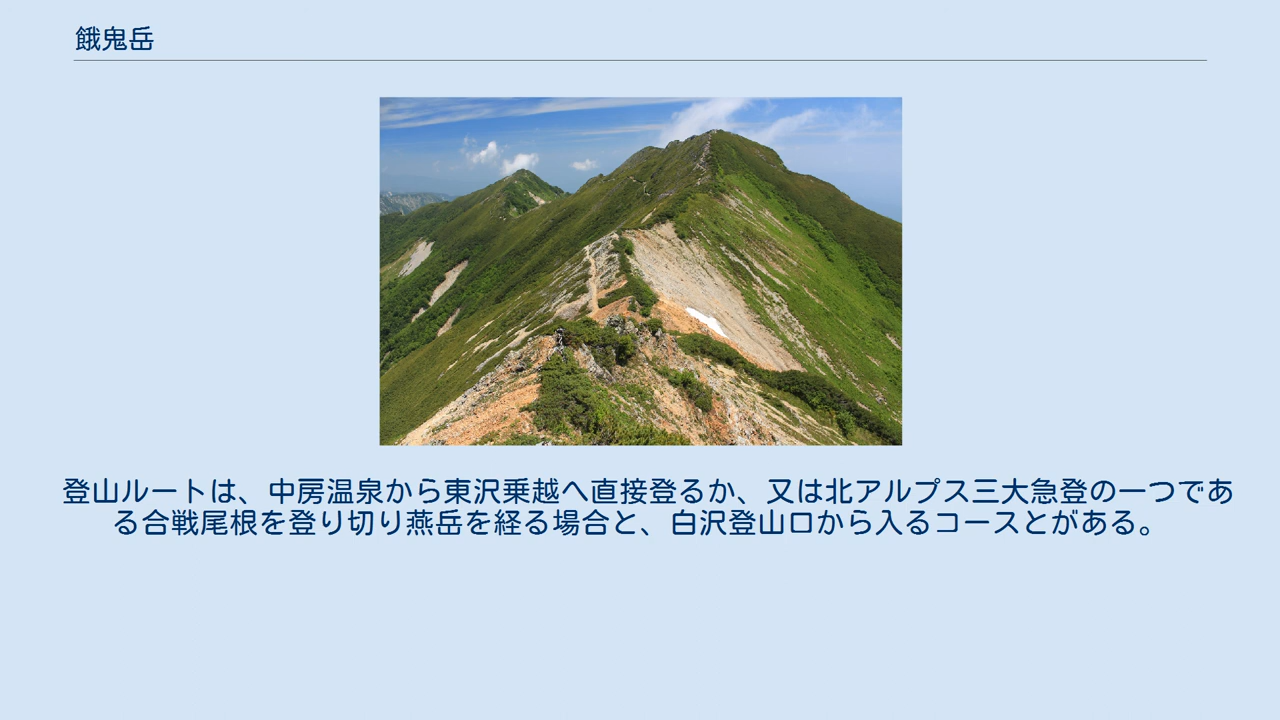 餓鬼岳
登山ルートは、中房温泉から東沢乗越へ直接登るか、又は北アルプス三大急登の一つであ
る合戦尾根を登り切り燕岳を経る場合と、白沢登山口から入るコースとがある。